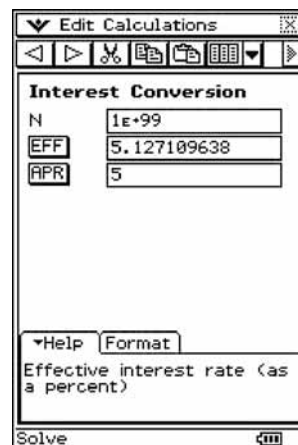 Edit Calculations
Interest Conversion
N 1E+99
EFF 5.127109638
APR 5
Help Format
Effective interest rate (as
a percent)
Solve